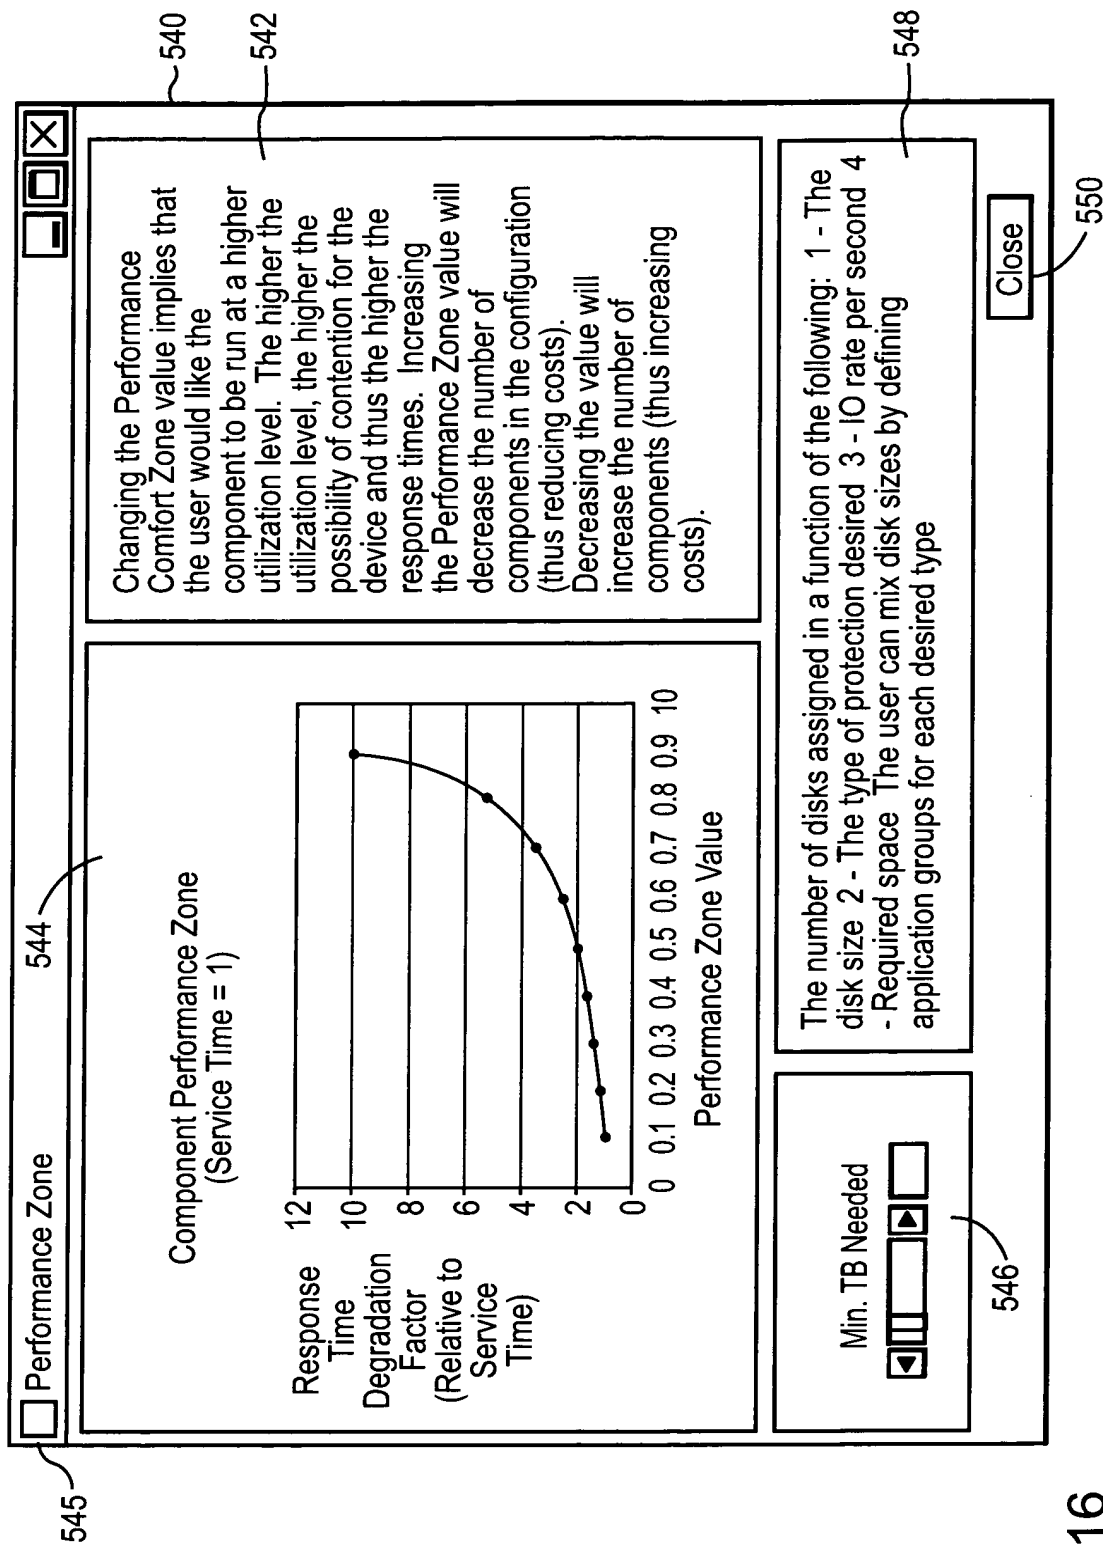 Performance Zone
545
544
540
Component Performance Zone
(Service Time = 1)
Response
Time
Degradation
Factor
(Relative to
Service
Time)
12
10
8
6
4
2
0
0 0.1 0.2 0.3 0.4 0.5 0.6 0.7 0.8 0.9 10
Performance Zone Value
Changing the Performance
Comfort Zone value implies that
the user would like the
component to be run at a higher
utilization level. The higher the
utilization level, the higher the
possibility of contention for the
device and thus the higher the
response times. Increasing
the Performance Zone value will
decrease the number of
components in the configuration
(thus reducing costs).
Decreasing the value will
increase the number of
components (thus increasing
costs).
542
Min. TB Needed
546
The number of disks assigned in a function of the following: 1 - The
disk size 2 - The type of protection desired 3 - IO rate per second 4
- Required space The user can mix disk sizes by defining
application groups for each desired type
548
Close
550
16